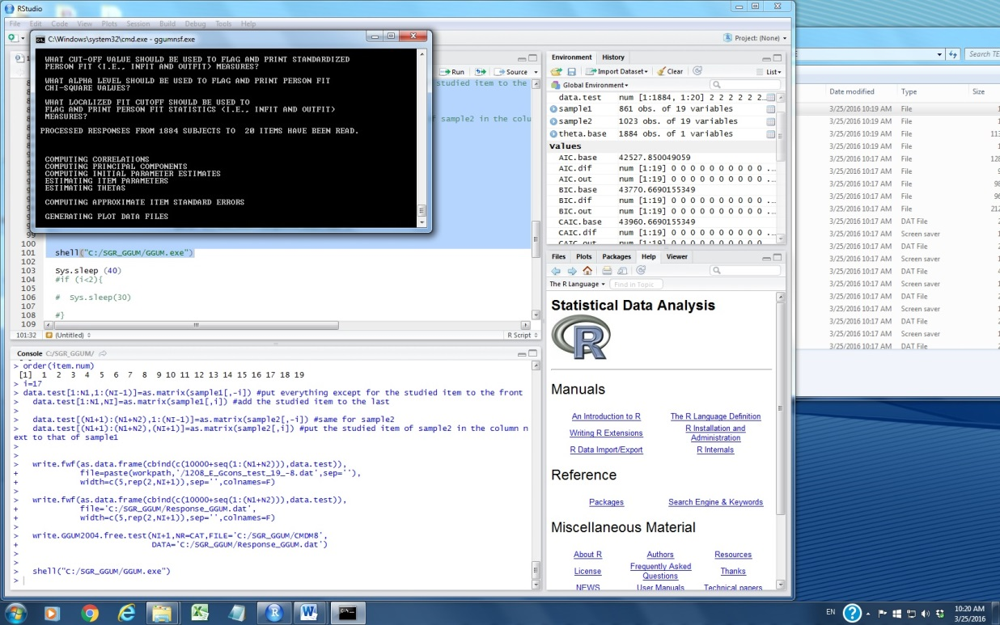 RStudio
File Edit Code View Plots Session Build Debug Tools Help
Project: (None)
C:\Windows\system32\cmd.exe - ggumnsf.exe
WHAT CUT-OFF VALUE SHOULD BE USED TO FLAG AND PRINT STANDARDIZED
PERSON FIT (I.E., INFIT AND OUTFIT) MEASURES?
WHAT ALPHA LEVEL SHOULD BE USED TO FLAG AND PRINT PERSON FIT
CHI-SQUARE VALUES?
WHAT LOCALIZED FIT CUTOFF SHOULD BE USED TO
FLAG AND PRINT PERSON FIT STATISTICS (I.E., INFIT AND OUTFIT)
MEASURES?
PROCESSED RESPONSES FROM 1884 SUBJECTS TO 20 ITEMS HAVE BEEN READ.
COMPUTING CORRELATIONS
COMPUTING PRINCIPAL COMPONENTS
COMPUTING INITIAL PARAMETER ESTIMATES
ESTIMATING ITEM PARAMETERS
ESTIMATING THETAS
COMPUTING APPROXIMATE ITEM STANDARD ERRORS
GENERATING PLOT DATA FILES
Run Source
studied item to the
of sample2 in the colu
99
100
101 shell("C:/SGR_GGUM/GGUM.exe")
102
103 Sys.sleep (40)
104 #if (i<2){
105
106 # Sys.sleep(30)
107
108 #}
109
101:32 (Untitled) R Script
Console C:/SGR_GGUM/
> order(item.num)
[1] 1 2 3 4 5 6 7 8 9 10 11 12 13 14 15 16 17 18 19
> i=17
> data.test[1:N1,1:(NI-1)]=as.matrix(sample1[,-i]) #put everything except for the studied item to the front
> data.test[1:N1,NI]=as.matrix(sample1[,i]) #add the studied item to the last
>
> data.test[(N1+1):(N1+N2),1:(NI-1)]=as.matrix(sample2[,-i]) #same for sample2
> data.test[(N1+1):(N1+N2),(NI+1)]=as.matrix(sample2[,i]) #put the studied item of sample2 in the column n
ext to that of sample1
>
>
> write.fwf(as.data.frame(cbind(c(10000+seq(1:(N1+N2))),data.test)),
+ file=paste(workpath,'/1208_E_Gcons_test_19_-8.dat',sep=''),
+ width=c(5,rep(2,NI+1)),sep='',colnames=F)
>
> write.fwf(as.data.frame(cbind(c(10000+seq(1:(N1+N2))),data.test)),
+ file='C:/SGR_GGUM/Response_GGUM.dat',
+ width=c(5,rep(2,NI+1)),sep='',colnames=F)
>
> write.GGUM2004.free.test(NI+1,NR=CAT,FILE='C:/SGR_GGUM/CMDM8',
+ DATA='C:/SGR_GGUM/Response_GGUM.dat')
>
>
> shell("C:/SGR_GGUM/GGUM.exe")
>
Environment History
Import Dataset Clear List
Global Environment
data.test num [1:1884, 1:20] 2 2 2 2 2 ...
sample1 861 obs. of 19 variables
sample2 1023 obs. of 19 variables
theta.base 1884 obs. of 1 variables
Values
AIC.base 42527.850049059
AIC.dif num [1:19] 0 0 0 0 0 0 0 0 0 0 ...
AIC.out num [1:19] 0 0 0 0 0 0 0 0 0 0 ...
BIC.base 43770.6690155349
BIC.dif num [1:19] 0 0 0 0 0 0 0 0 0 0 ...
BIC.out num [1:19] 0 0 0 0 0 0 0 0 0 0 ...
CAIC.base 43960.6690155349
CAIC.dif num [1:19] 0 0 0 0 0 0 0 0 0 0 ...
CAIC.out num [1:19] 0 0 0 0 0 0 0 0 0 0
Files Plots Packages Help Viewer
The R Language Find in Topic
Statistical Data Analysis
R
Manuals
An Introduction to R The R Language Definition
Writing R Extensions R Installation and Administration
R Data Import/Export R Internals
Reference
Packages Search Engine & Keywords
Miscellaneous Material
About R Authors Resources
License Frequently Asked Questions Thanks
NEWS User Manuals Technical papers
Search TE
Date modified Type Size
3/25/2016 10:19 AM File
3/25/2016 10:19 AM File
3/25/2016 10:17 AM File
3/25/2016 10:19 AM File
3/25/2016 10:17 AM File
3/25/2016 10:17 AM File
3/25/2016 10:17 AM File
3/25/2016 10:17 AM File
3/25/2016 10:17 AM File
3/25/2016 10:17 AM DAT File
3/25/2016 10:17 AM Screen saver
3/25/2016 10:17 AM DAT File
3/25/2016 10:17 AM Screen saver
3/25/2016 10:17 AM DAT File
3/25/2016 10:17 AM Screen saver
3/25/2016 10:17 AM DAT File
3/25/2016 10:17 AM Screen saver
3/25/2016 10:17 AM DAT File
3/25/2016 10:17 AM Screen saver
3/25/2016 10:17 AM DAT File
EN
10:20 AM
3/25/2016